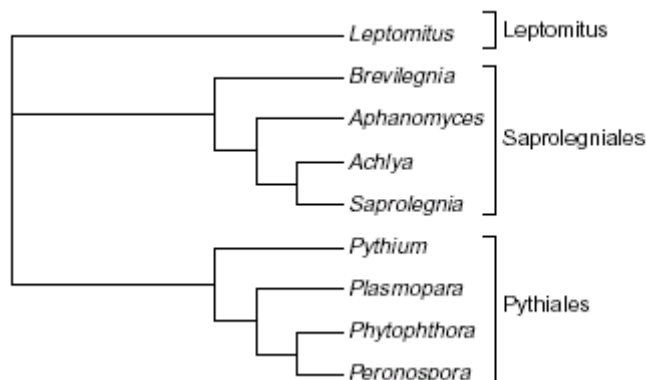 Leptomitus
Leptomitus
Brevilegnia
Aphanomyces
Achlya
Saprolegnia
Saprolegniales
Pythium
Plasmopara
Phytophthora
Peronospora
Pythiales